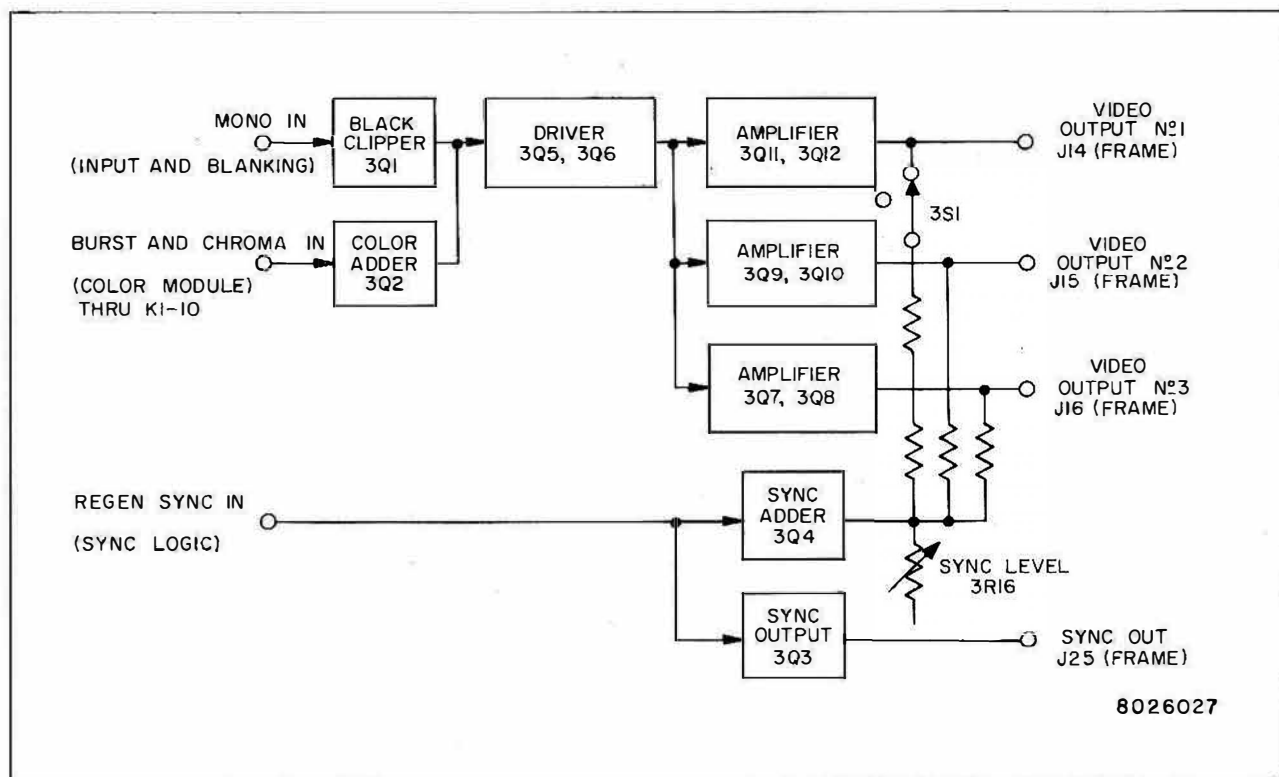 MONO IN
(INPUT AND BLANKING)
BLACK
CLIPPER
3Q1
DRIVER
3Q5, 3Q6
AMPLIFIER
3Q11, 3Q12
VIDEO
OUTPUT Nº1
J14 (FRAME)
3S1
BURST AND CHROMA IN
(COLOR MODULE)
THRU K1-10
COLOR
ADDER
3Q2
AMPLIFIER
3Q9, 3Q10
VIDEO
OUTPUT Nº2
J15 (FRAME)
AMPLIFIER
3Q7, 3Q8
VIDEO
OUTPUT Nº3
J16 (FRAME)
REGEN SYNC IN
(SYNC LOGIC)
SYNC
ADDER
3Q4
SYNC LEVEL
3R16
SYNC
OUTPUT
3Q3
SYNC OUT
J25 (FRAME)
8026027